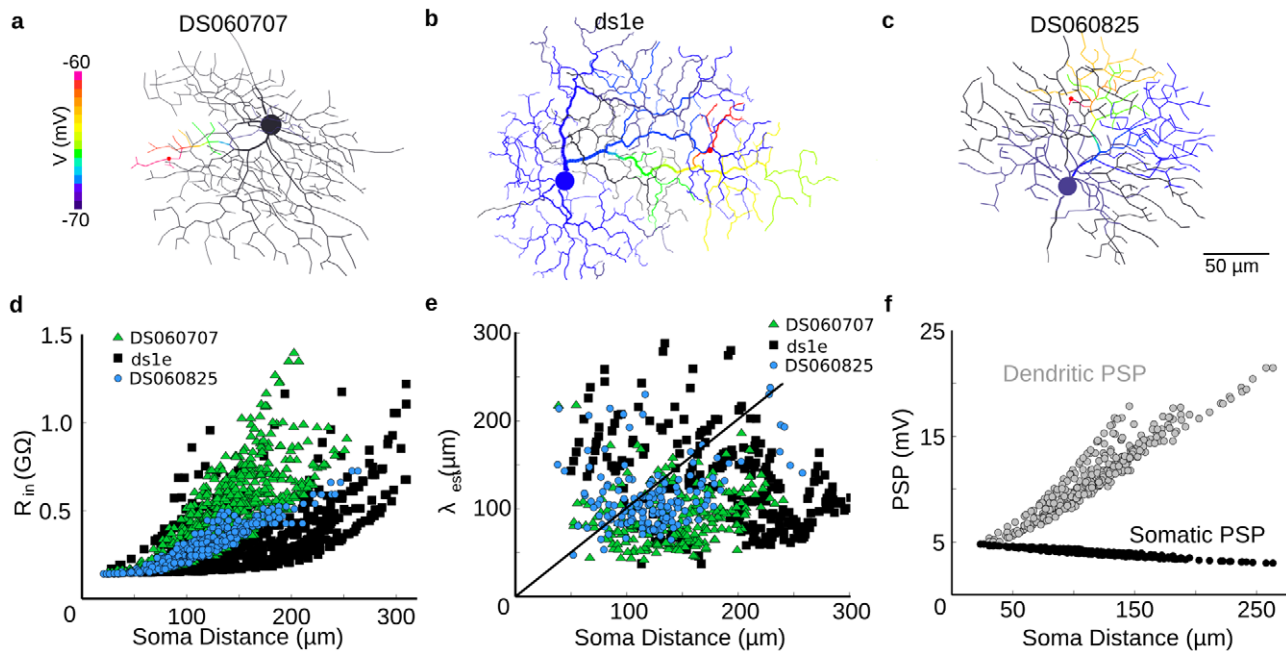 a
DS060707
b
ds1e
c
DS060825
-60
V (mV)
-70
50 µm
d
1.5
1.0
0.5
0
R in (GΩ)
DS060707
ds1e
DS060825
100
200
300
Soma Distance (µm)
e
300
200
100
0
λ est (µm)
DS060707
ds1e
DS060825
100
200
300
Soma Distance (µm)
f
25
15
5
0
PSP (mV)
Dendritic PSP
Somatic PSP
50
150
250
Soma Distance (µm)